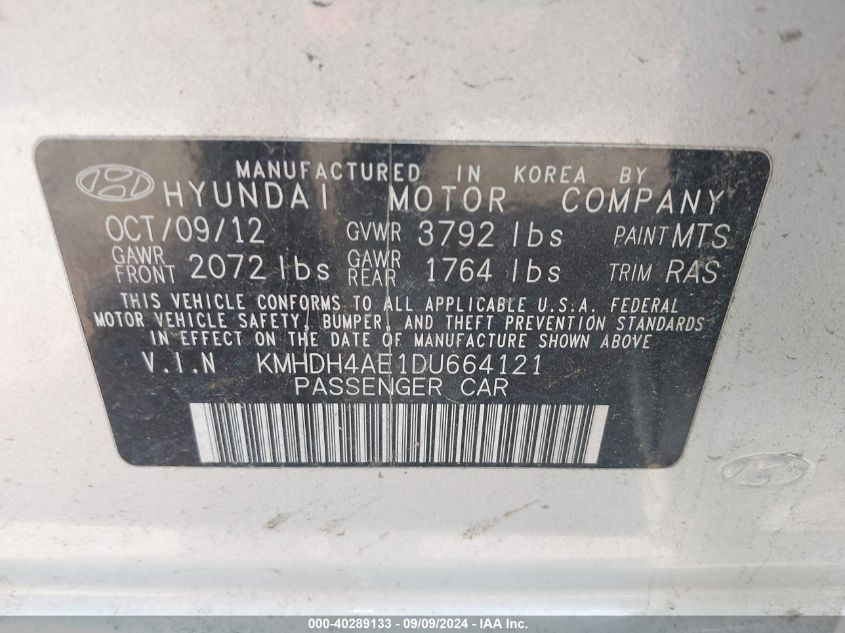 MANUFACTURED IN KOREA BY
HYUNDAI MOTOR COMPANY
OCT/09/12 GVWR 3792 lbs PAINT MTS
GAWR FRONT 2072 lbs GAWR REAR 1764 lbs TRIM RAS
THIS VEHICLE CONFORMS TO ALL APPLICABLE U.S.A. FEDERAL
MOTOR VEHICLE SAFETY, BUMPER, AND THEFT PREVENTION STANDARDS
IN EFFECT ON THE DATE OF MANUFACTURE SHOWN ABOVE
V.I.N KMHDH4AE1DU664121
PASSENGER CAR
000-40289133 - 09/09/2024 - IAA Inc.